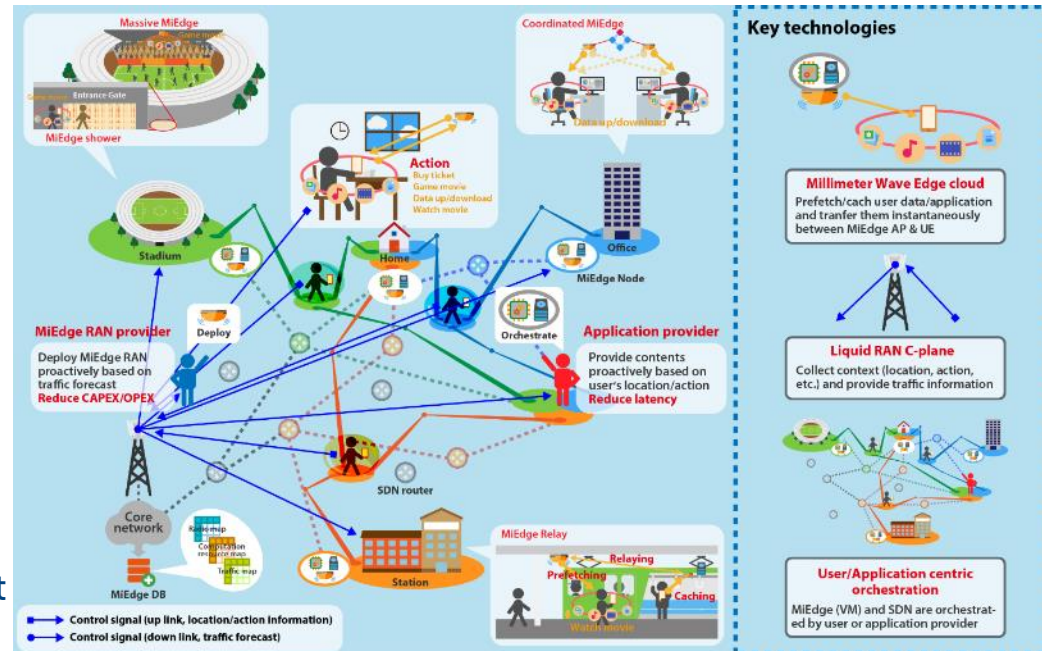 Massive MiEdge
Game movie
Entrance Gate
MiEdge shower
Coordinated MiEdge
Data up/download
Action
Buy ticket
Game movie
Data up/download
Watch movie
Stadium
Home
Office
MiEdge Node
MiEdge RAN provider
Deploy MiEdge RAN
proactively based on
traffic forecast
Reduce CAPEX/OPEX
Deploy
Orchestrate
Application provider
Provide contents
proactively based on
user's location/action
Reduce latency
SDN router
Core
network
Radio map
Computation
resource map
Traffic map
MiEdge DB
Station
MiEdge Relay
Relaying
Prefetching
Caching
Watch movie
t
Control signal (up link, location/action information)
Control signal (down link, traffic forecast)
Key technologies
Millimeter Wave Edge cloud
Prefetch/cach user data/application
and tranfer them instantaneously
between MiEdge AP & UE
Liquid RAN C-plane
Collect context (location, action,
etc.) and provide traffic information
User/Application centric
orchestration
MiEdge (VM) and SDN are orchestrat-
ed by user or application provider